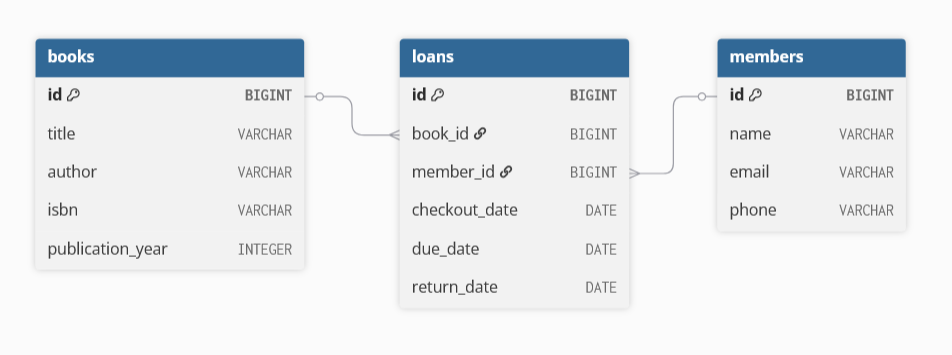 books
id BIGINT
title VARCHAR
author VARCHAR
isbn VARCHAR
publication_year INTEGER
loans
id BIGINT
book_id BIGINT
member_id BIGINT
checkout_date DATE
due_date DATE
return_date DATE
members
id BIGINT
name VARCHAR
email VARCHAR
phone VARCHAR